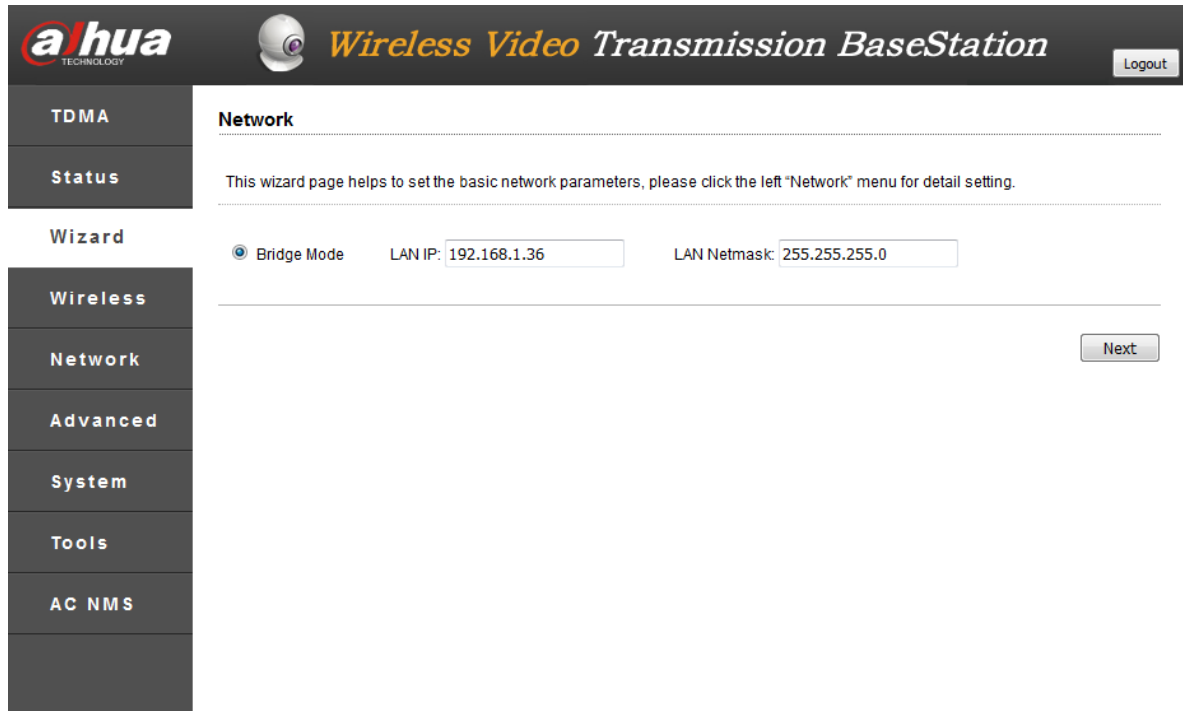 alhua
TECHNOLOGY
Wireless Video Transmission BaseStation
Logout
TDMA
Status
Wizard
Wireless
Network
Advanced
System
Tools
AC NMS
Network
This wizard page helps to set the basic network parameters, please click the left “Network” menu for detail setting.
Bridge Mode LAN IP: 192.168.1.36 LAN Netmask: 255.255.255.0
Next